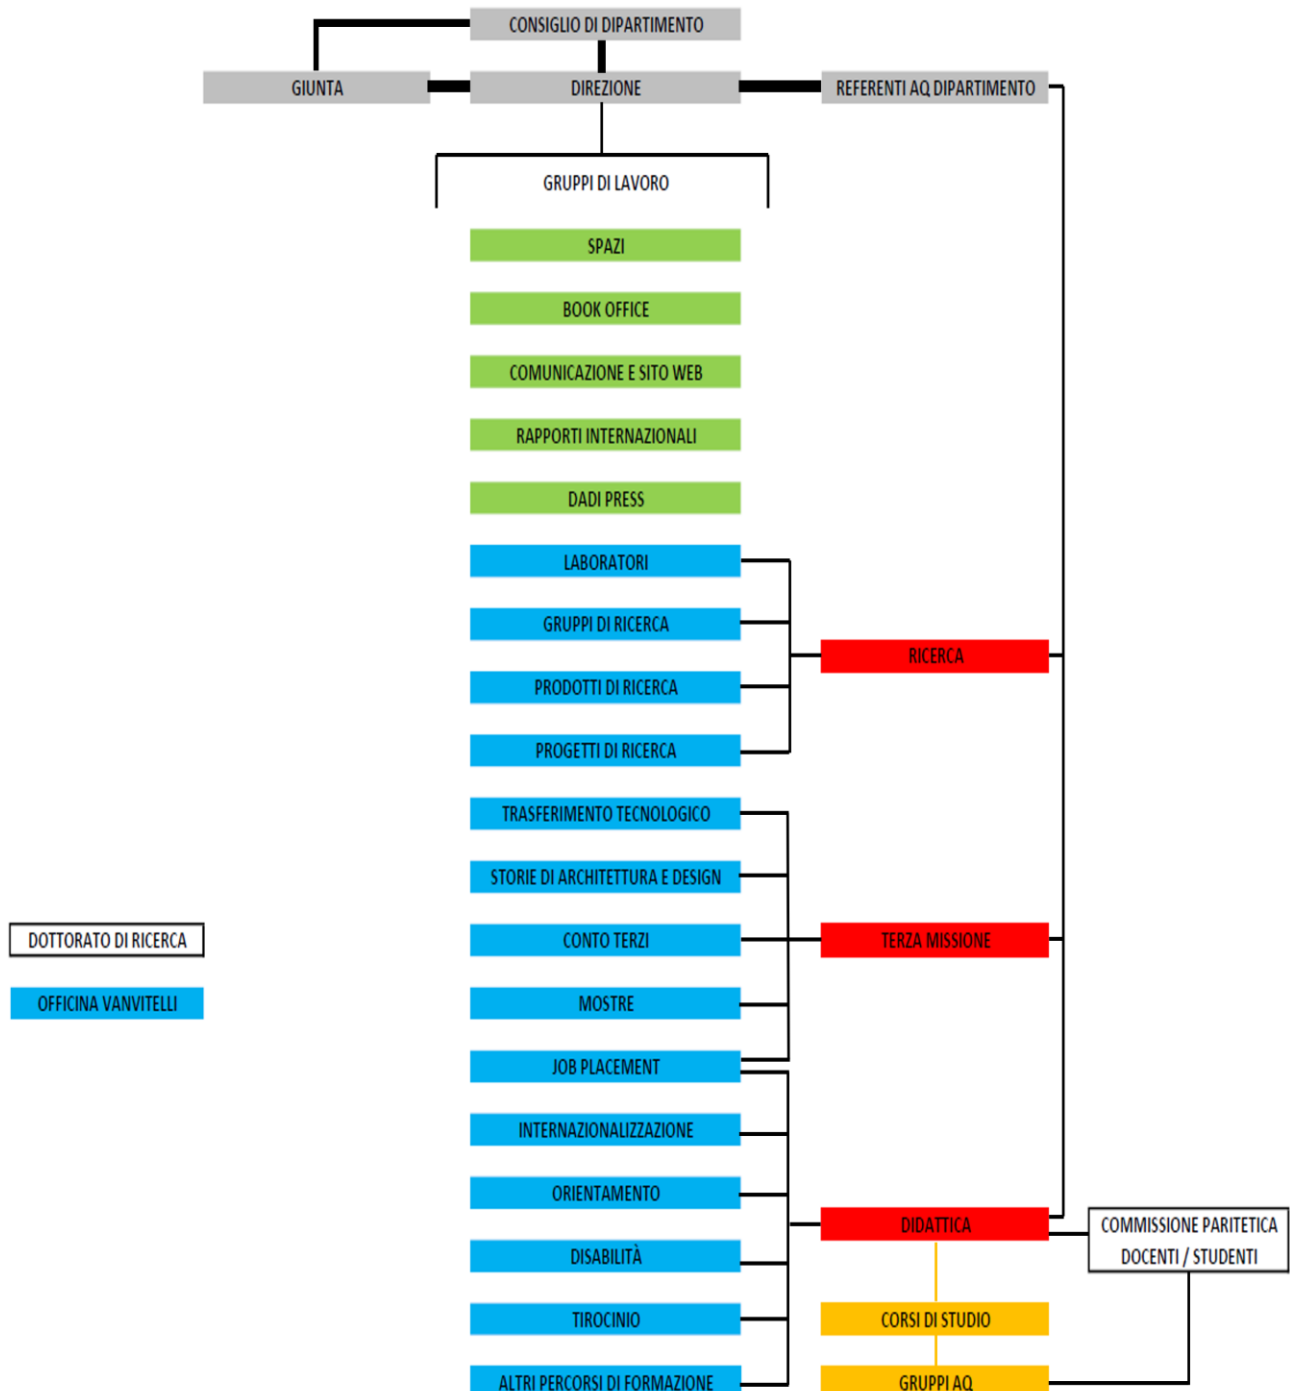 CONSIGLIO DI DIPARTIMENTO
GIUNTA
DIREZIONE
REFERENTI AQ DIPARTIMENTO
GRUPPI DI LAVORO
SPAZI
BOOK OFFICE
COMUNICAZIONE E SITO WEB
RAPPORTI INTERNAZIONALI
DADI PRESS
LABORATORI
GRUPPI DI RICERCA
RICERCA
PRODOTTI DI RICERCA
PROGETTI DI RICERCA
TRASFERIMENTO TECNOLOGICO
STORIE DI ARCHITETTURA E DESIGN
DOTTORATO DI RICERCA
CONTO TERZI
TERZA MISSIONE
OFFICINA VANVITELLI
MOSTRE
JOB PLACEMENT
INTERNAZIONALIZZAZIONE
ORIENTAMENTO
DIDATTICA
COMMISSIONE PARITETICA
DOCENTI / STUDENTI
DISABILITÀ
TIROCINIO
CORSI DI STUDIO
ALTRI PERCORSI DI FORMAZIONE
GRUPPI AQ